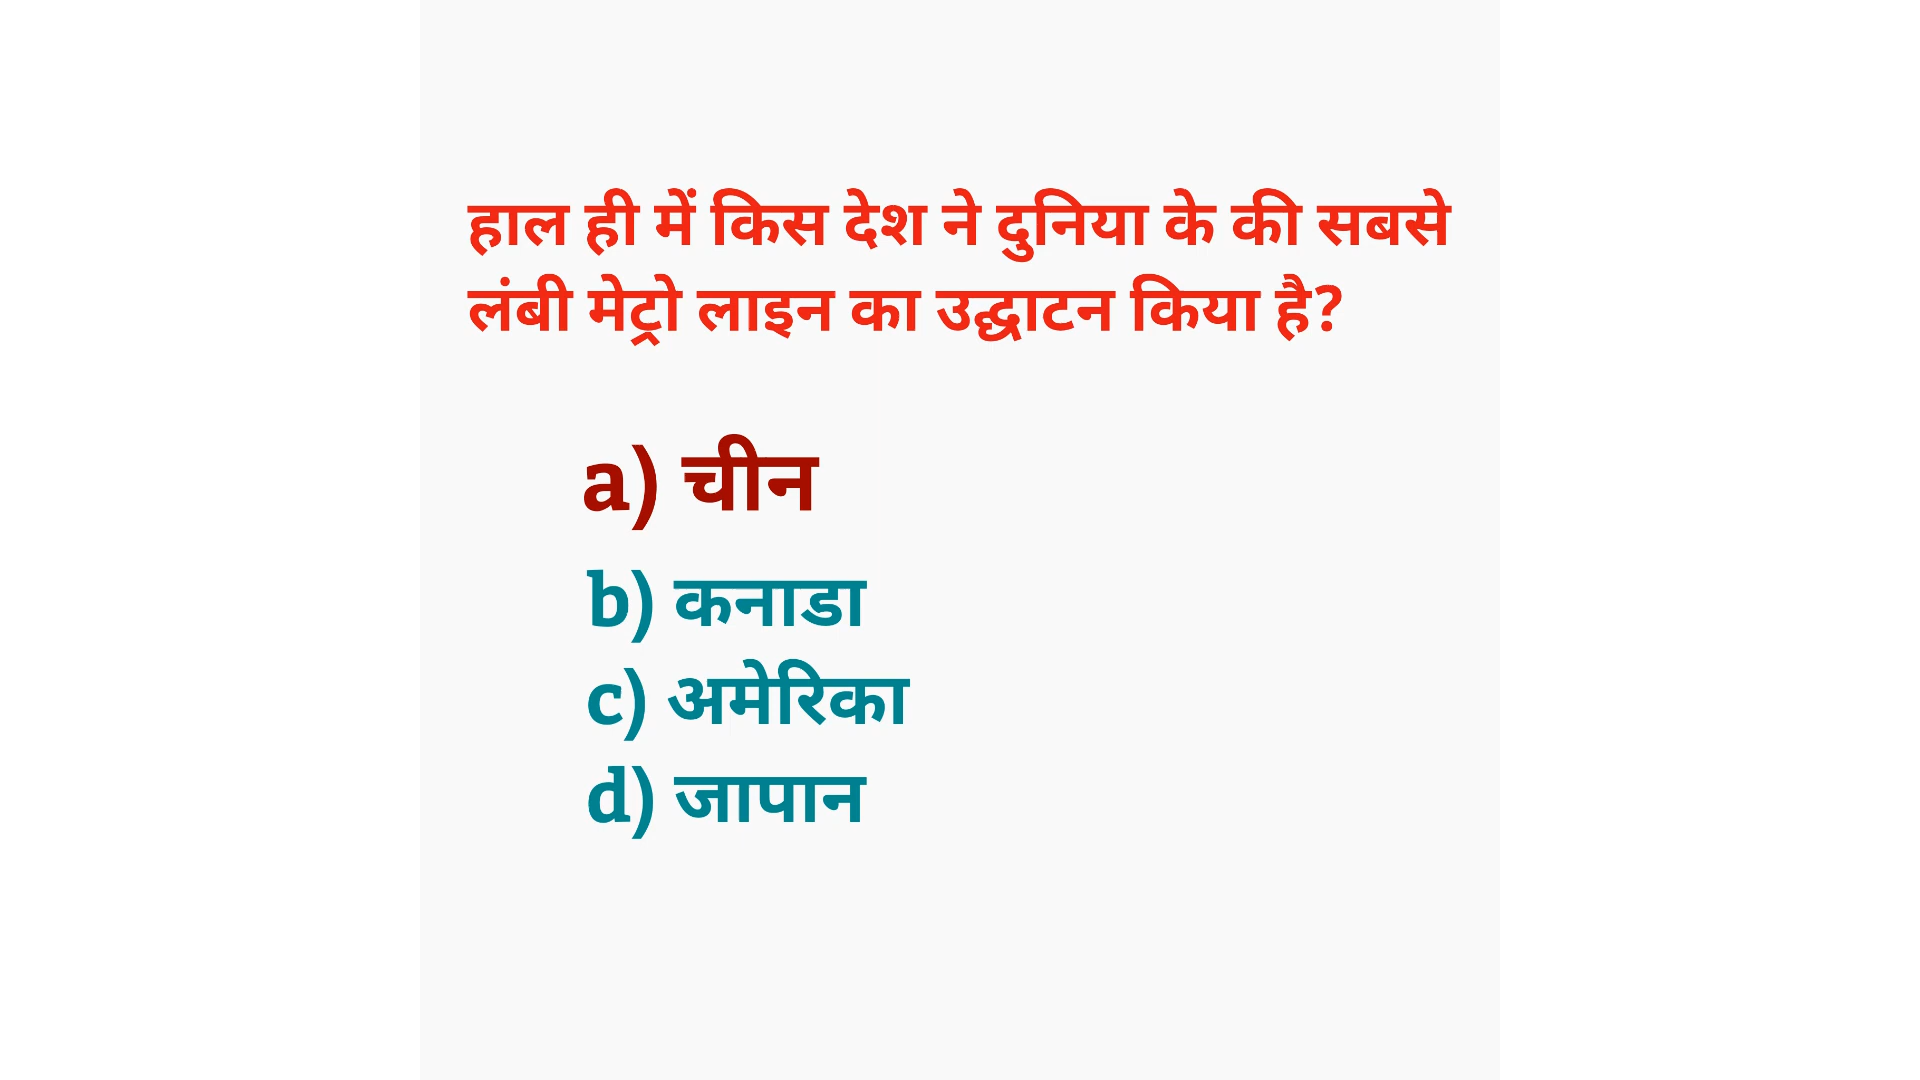 हाल ही में किस देश ने दुनिया के की सबसे
लंबी मेट्रो लाइन का उद्घाटन किया है?
a) चीन
b) कनाडा
c) अमेरिका
d) जापान